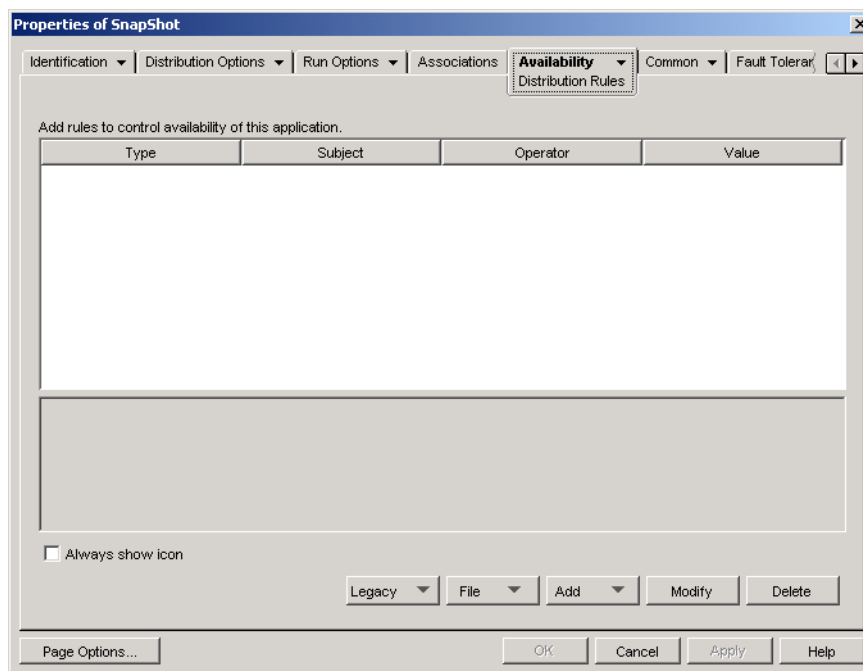 Properties of SnapShot
Identification Distribution Options Run Options Associations Availability Common Fault
Distribution Rules
Add rules to control availability of this application.
Type Subject Operator Value
Always show icon
Legacy File Add Modify Delete
Page Options... OK Cancel Apply Help